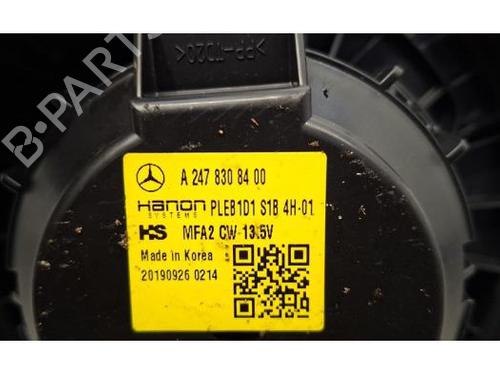 >PP-TD20<
B-PARTS
A 247 830 84 00
Hanon PLEB1D1 S1B 4H-01
SYSTEMS
HS MFA2 CW 13.5V
Made in Korea
20190926 0214